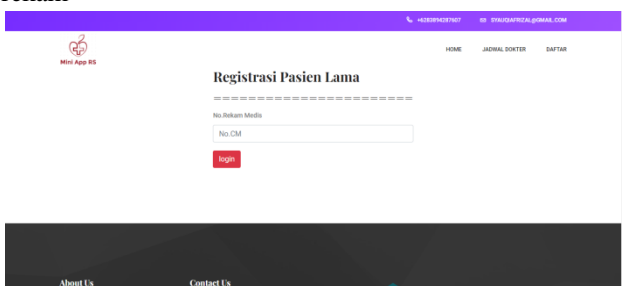 +6283894287607 SYAUQIAFRIZAL@GMAIL.COM
Mini App RS
HOME JADWAL DOKTER DAFTAR
Registrasi Pasien Lama
========================
No.Rekam Media
No.CM
login
About Us Contact Us